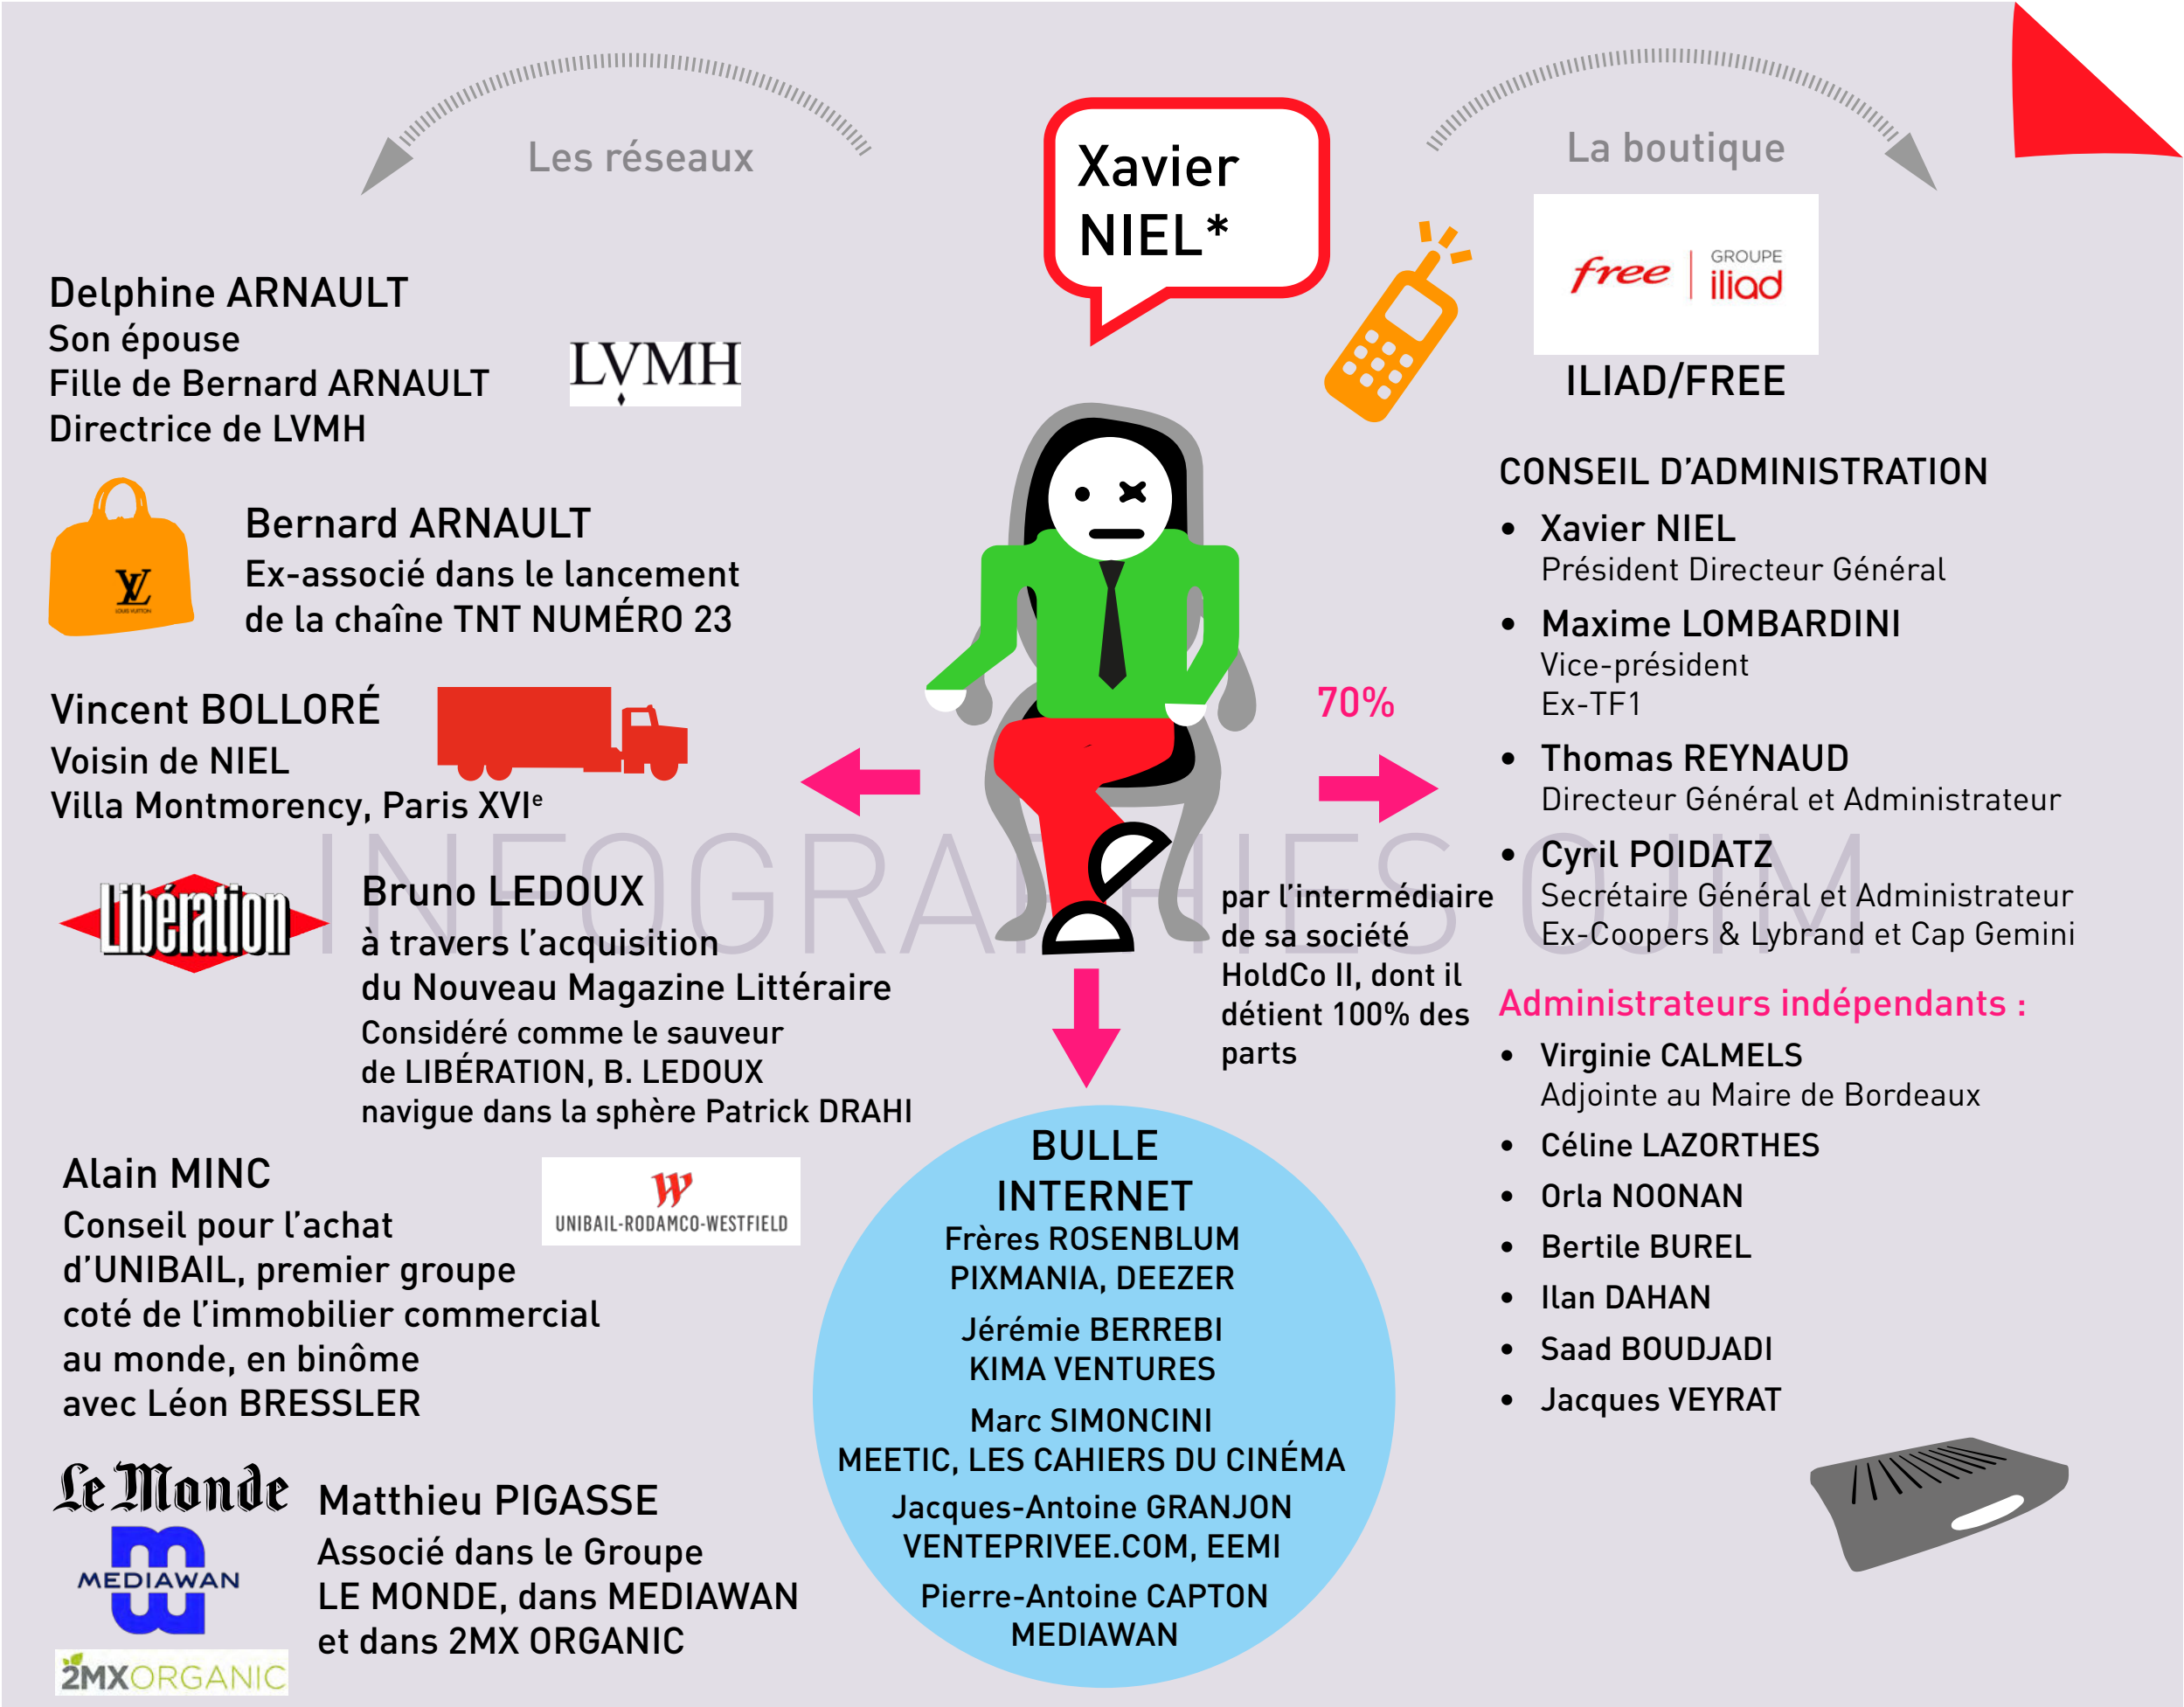 Les réseaux
Xavier
NIEL*
La boutique
free | GROUPE
iliad
ILIAD/FREE
Delphine ARNAULT
Son épouse
Fille de Bernard ARNAULT
Directrice de LVMH
LVMH
LV
LOUIS VUITTON
Bernard ARNAULT
Ex-associé dans le lancement
de la chaîne TNT NUMÉRO 23
Vincent BOLLORÉ
Voisin de NIEL
Villa Montmorency, Paris XVIe
Libération
Bruno LEDOUX
à travers l'acquisition
du Nouveau Magazine Littéraire
Considéré comme le sauveur
de LIBÉRATION, B. LEDOUX
navigue dans la sphère Patrick DRAHI
Alain MINC
Conseil pour l'achat
d'UNIBAIL, premier groupe
coté de l'immobilier commercial
au monde, en binôme
avec Léon BRESSLER
UNIBAIL-RODAMCO-WESTFIELD
Le Monde
MEDIAWAN
2MXORGANIC
Matthieu PIGASSE
Associé dans le Groupe
LE MONDE, dans MEDIAWAN
et dans 2MX ORGANIC
INFOGRAPHIES OJIM
70%
par l'intermédiaire
de sa société
HoldCo II, dont il
détient 100% des
parts
BULLE
INTERNET
Frères ROSENBLUM
PIXMANIA, DEEZER
Jérémie BERREBI
KIMA VENTURES
Marc SIMONCINI
MEETIC, LES CAHIERS DU CINÉMA
Jacques-Antoine GRANJON
VENTEPRIVEE.COM, EEMI
Pierre-Antoine CAPTON
MEDIAWAN
CONSEIL D'ADMINISTRATION
• Xavier NIEL
Président Directeur Général
• Maxime LOMBARDINI
Vice-président
Ex-TF1
• Thomas REYNAUD
Directeur Général et Administrateur
• Cyril POIDATZ
Secrétaire Général et Administrateur
Ex-Coopers & Lybrand et Cap Gemini
Administrateurs indépendants :
• Virginie CALMELS
Adjointe au Maire de Bordeaux
• Céline LAZORTHES
• Orla NOONAN
• Bertile BUREL
• Ilan DAHAN
• Saad BOUDJADI
• Jacques VEYRAT